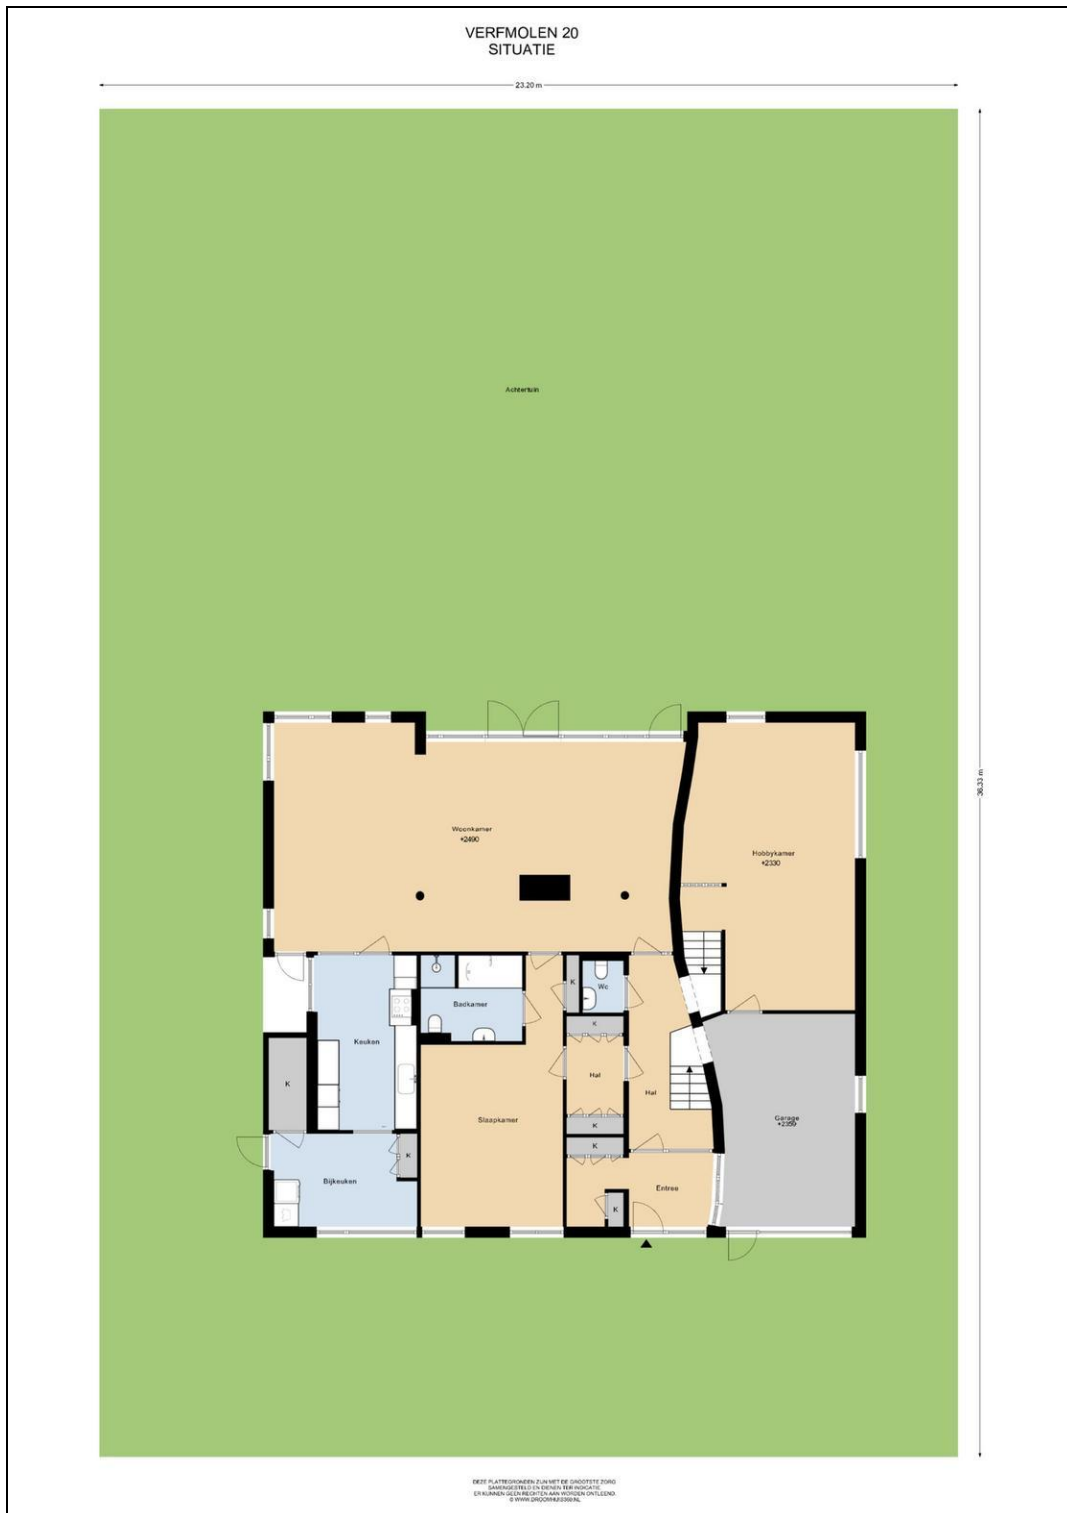 VERFMOLEN 20
SITUATIE
23.20 m
Achtertuin
36.33 m
Woonkamer
+2490
Hobbykamer
+2330
K
Wc
Badkamer
K
Keuken
Hal
K
Hal
Slaapkamer
Garage
+2350
K
K
K
Bijkeuken
Entree
K
DEZE PLATTEGRONDEN ZIJN MET DE GROOTSTE ZORG
SAMENGESTELD EN DIENEN TER INDICATIE.
ER KUNNEN GEEN RECHTEN AAN WORDEN ONTLEEND.
© WWW.DROOMHUIS360.NL